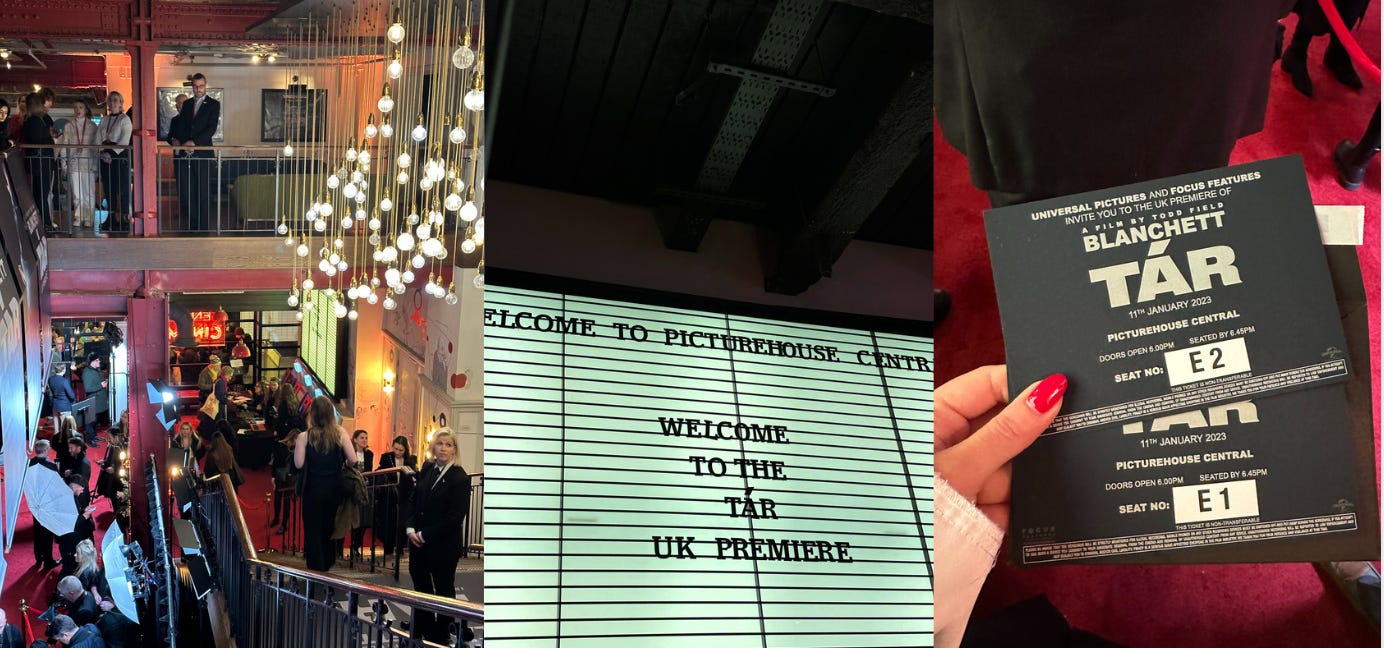 ELCOME TO PICTUREHOUSE CENTR
WELCOME
TO THE
TÁR
UK PREMIERE
UNIVERSAL PICTURES AND FOCUS FEATURES
INVITE YOU TO THE UK PREMIERE OF
A FILM BY TODD FIELD
BLANCHETT
TÁR
11TH JANUARY 2023
PICTUREHOUSE CENTRAL
DOORS OPEN 6.00PM SEATED BY 6.45PM
SEAT NO: E2
THIS TICKET IS NON-TRANSFERABLE
TÁR
11TH JANUARY 2023
PICTUREHOUSE CENTRAL
DOORS OPEN 6.00PM SEATED BY 6.45PM
SEAT NO: E1
THIS TICKET IS NON-TRANSFERABLE
FOCUS